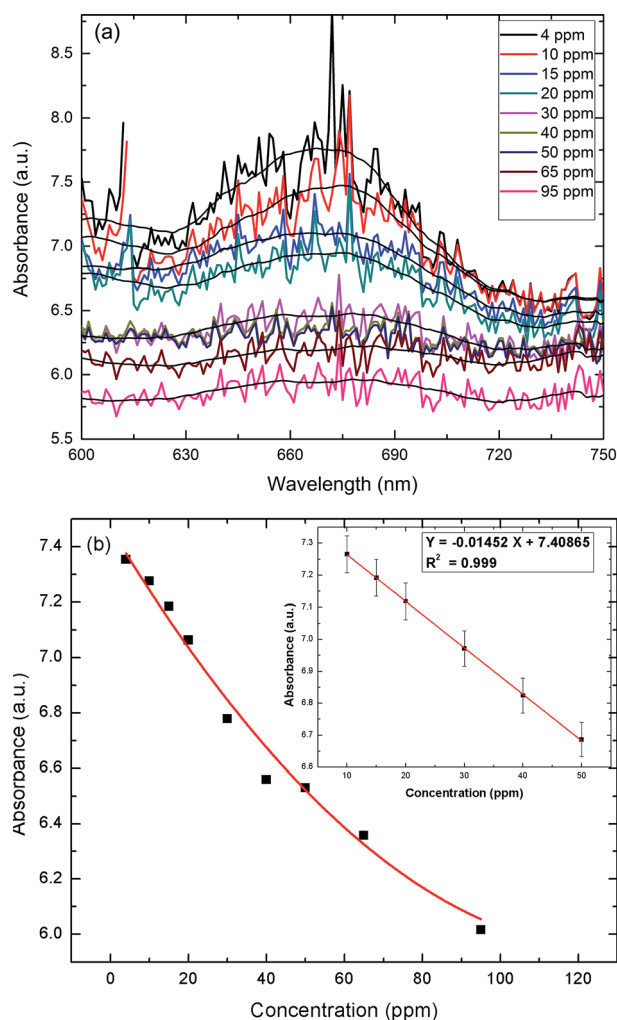 (a)
4 ppm
10 ppm
15 ppm
20 ppm
30 ppm
40 ppm
50 ppm
65 ppm
95 ppm
8.5
8.0
7.5
7.0
6.5
6.0
5.5
Absorbance (a.u.)
600 630 660 690 720 750
Wavelength (nm)
(b)
7.4
7.2
7.0
6.8
6.6
6.4
6.2
6.0
Absorbance (a.u.)
0 20 40 60 80 100 120
Concentration (ppm)
Y = -0.01452 X + 7.40865
R² = 0.999
7.3
7.2
7.1
7.0
6.9
6.8
6.7
6.6
Absorbance (a.u.)
10 20 30 40 50
Concentration (ppm)